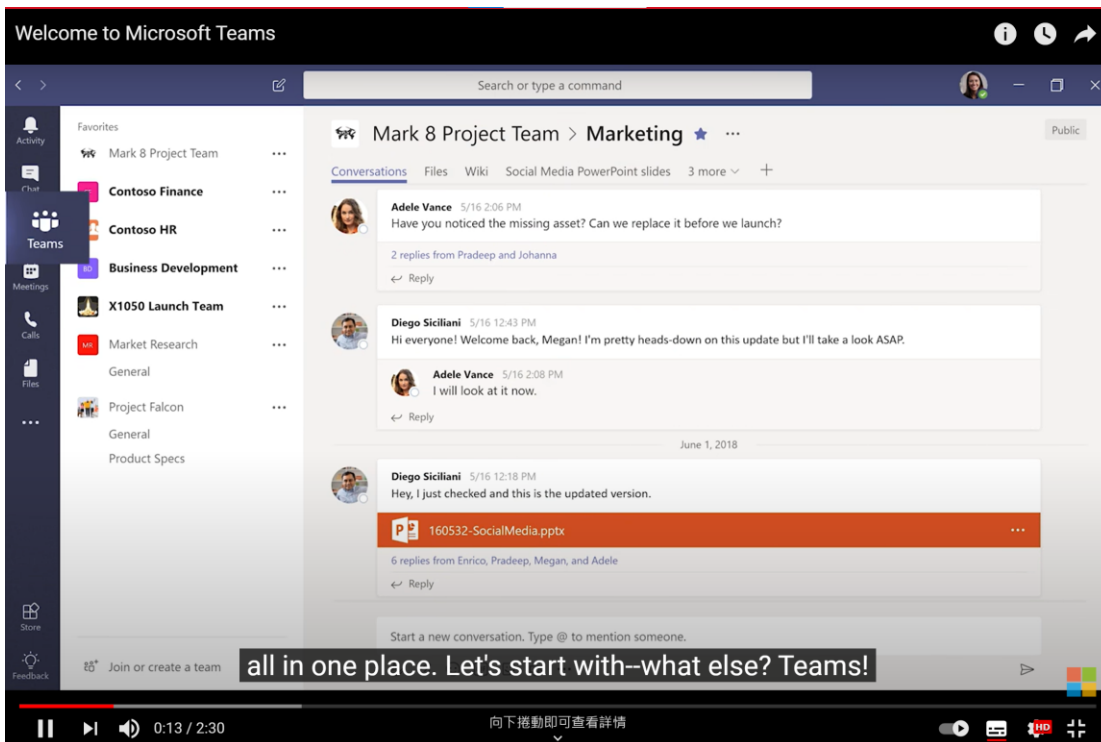 Welcome to Microsoft Teams
Search or type a command
Activity
Chat
Teams
Meetings
Calls
Files
Store
Feedback
Favorites
Mark 8 Project Team
Contoso Finance
Contoso HR
BD Business Development
X1050 Launch Team
MR Market Research
General
Project Falcon
General
Product Specs
Join or create a team
Mark 8 Project Team > Marketing
Public
Conversations Files Wiki Social Media PowerPoint slides 3 more
Adele Vance 5/16 2:06 PM
Have you noticed the missing asset? Can we replace it before we launch?
2 replies from Pradeep and Johanna
Reply
Diego Siciliani 5/16 12:43 PM
Hi everyone! Welcome back, Megan! I'm pretty heads-down on this update but I'll take a look ASAP.
Adele Vance 5/16 2:08 PM
I will look at it now.
Reply
June 1, 2018
Diego Siciliani 5/16 12:18 PM
Hey, I just checked and this is the updated version.
160532-SocialMedia.pptx
6 replies from Enrico, Pradeep, Megan, and Adele
Reply
Start a new conversation. Type @ to mention someone.
all in one place. Let's start with--what else? Teams!
0:13 / 2:30
向下捲動即可查看詳情
HD